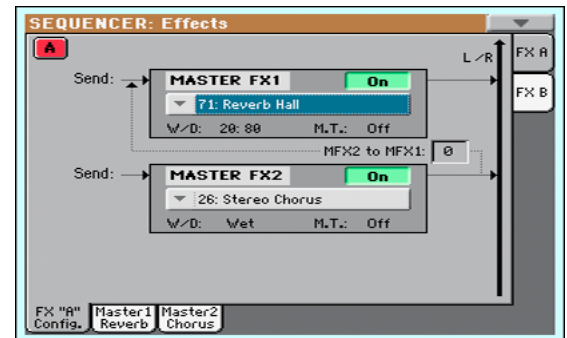 SEQUENCER: Effects
A
L/R
FX A
Send:
MASTER FX1
On
71: Reverb Hall
FX B
W/D: 20:80 M.T.: Off
MFX2 to MFX1: 0
Send:
MASTER FX2
On
26: Stereo Chorus
W/D: Wet M.T.: Off
FX "A" Config.
Master1 Reverb
Master2 Chorus